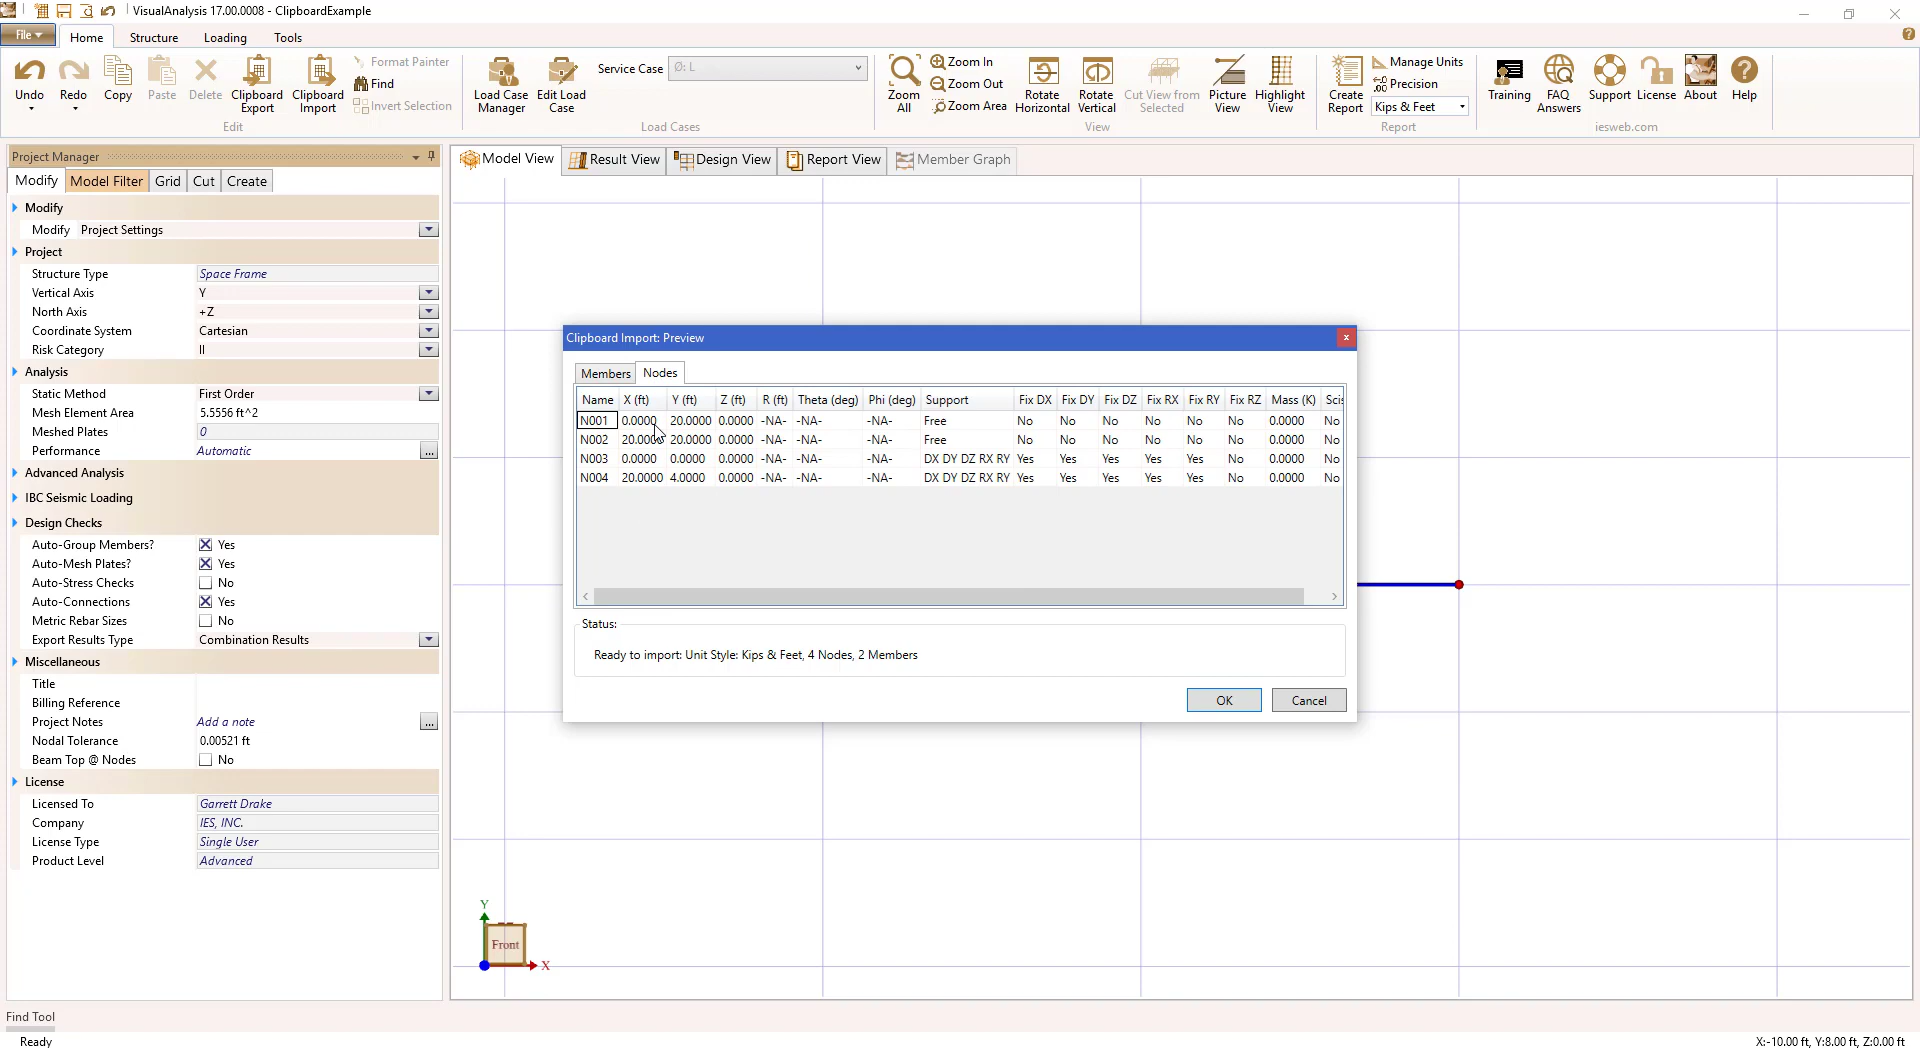 VisualAnalysis 17.00.0008 - ClipboardExample
File
Home
Structure
Loading
Tools
Undo
Redo
Copy
Paste
Delete
Clipboard Export
Clipboard Import
Format Painter
Find
Invert Selection
Edit
Load Case Manager
Edit Load Case
Service Case
Ø: L
Load Cases
Zoom All
Zoom In
Zoom Out
Zoom Area
Rotate Horizontal
Rotate Vertical
Cut View from Selected
Picture View
Highlight View
View
Create Report
Manage Units
.00 Precision
Kips & Feet
Report
Training
FAQ Answers
Support
License
About
Help
iesweb.com
Project Manager
Modify
Model Filter
Grid
Cut
Create
Modify
Modify Project Settings
Project
Structure Type Space Frame
Vertical Axis Y
North Axis +Z
Coordinate System Cartesian
Risk Category II
Analysis
Static Method First Order
Mesh Element Area 5.5556 ft^2
Meshed Plates 0
Performance Automatic ...
Advanced Analysis
IBC Seismic Loading
Design Checks
Auto-Group Members? Yes
Auto-Mesh Plates? Yes
Auto-Stress Checks No
Auto-Connections Yes
Metric Rebar Sizes No
Export Results Type Combination Results
Miscellaneous
Title
Billing Reference
Project Notes Add a note ...
Nodal Tolerance 0.00521 ft
Beam Top @ Nodes No
License
Licensed To Garrett Drake
Company IES, INC.
License Type Single User
Product Level Advanced
Model View
Result View
Design View
Report View
Member Graph
Clipboard Import: Preview
Members
Nodes
Name X (ft) Y (ft) Z (ft) R (ft) Theta (deg) Phi (deg) Support Fix DX Fix DY Fix DZ Fix RX Fix RY Fix RZ Mass (K) Scis
N001 0.0000 20.0000 0.0000 -NA- -NA- -NA- Free No No No No No No 0.0000 No
N002 20.0000 20.0000 0.0000 -NA- -NA- -NA- Free No No No No No No 0.0000 No
N003 0.0000 0.0000 0.0000 -NA- -NA- -NA- DX DY DZ RX RY Yes Yes Yes Yes Yes No 0.0000 No
N004 20.0000 4.0000 0.0000 -NA- -NA- -NA- DX DY DZ RX RY Yes Yes Yes Yes Yes No 0.0000 No
Status:
Ready to import: Unit Style: Kips & Feet, 4 Nodes, 2 Members
OK
Cancel
Y
Front
X
Find Tool
Ready
X:-10.00 ft, Y:8.00 ft, Z:0.00 ft